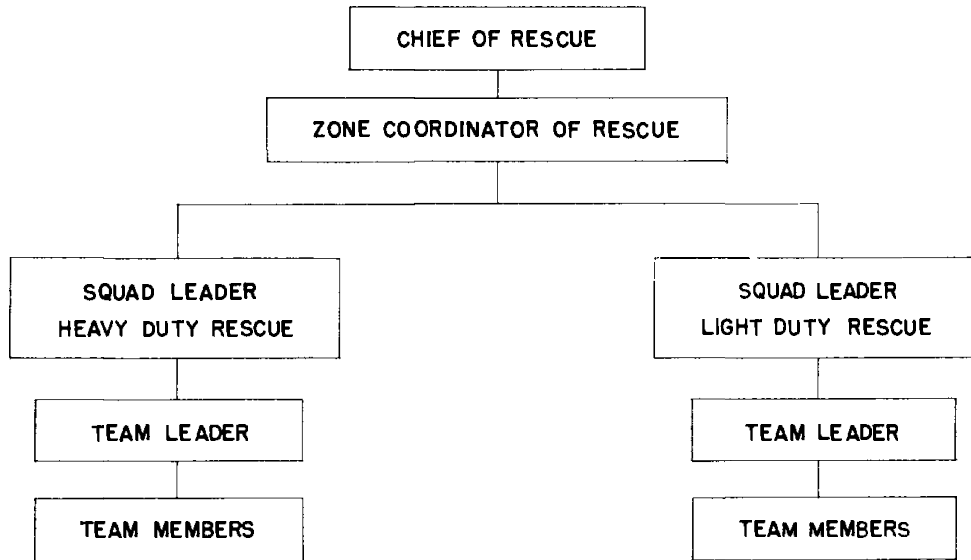 CHIEF OF RESCUE
ZONE COORDINATOR OF RESCUE
SQUAD LEADER
HEAVY DUTY RESCUE
SQUAD LEADER
LIGHT DUTY RESCUE
TEAM LEADER
TEAM LEADER
TEAM MEMBERS
TEAM MEMBERS